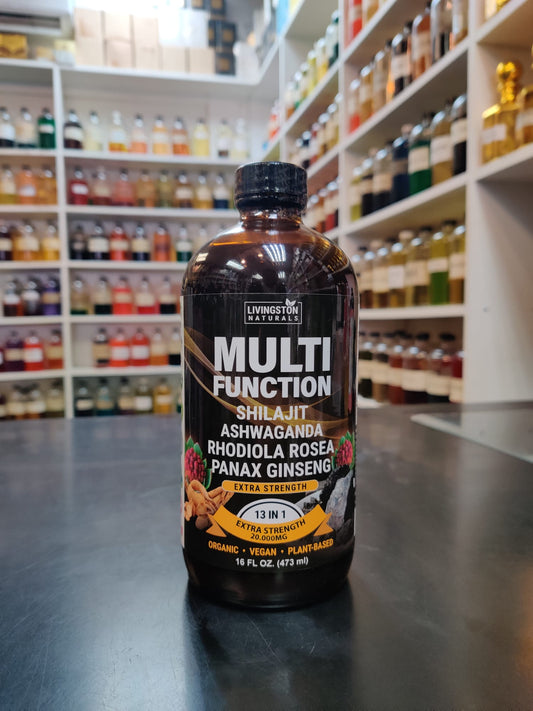 LIVINGSTON
NATURALS
MULTI
FUNCTION
SHILAJIT
ASHWAGANDA
RHODIOLA ROSEA
PANAX GINSENG
EXTRA STRENGTH
13 IN 1
EXTRA STRENGTH
20.000MG
ORGANIC • VEGAN • PLANT-BASED
16 FL OZ. (473 ml)